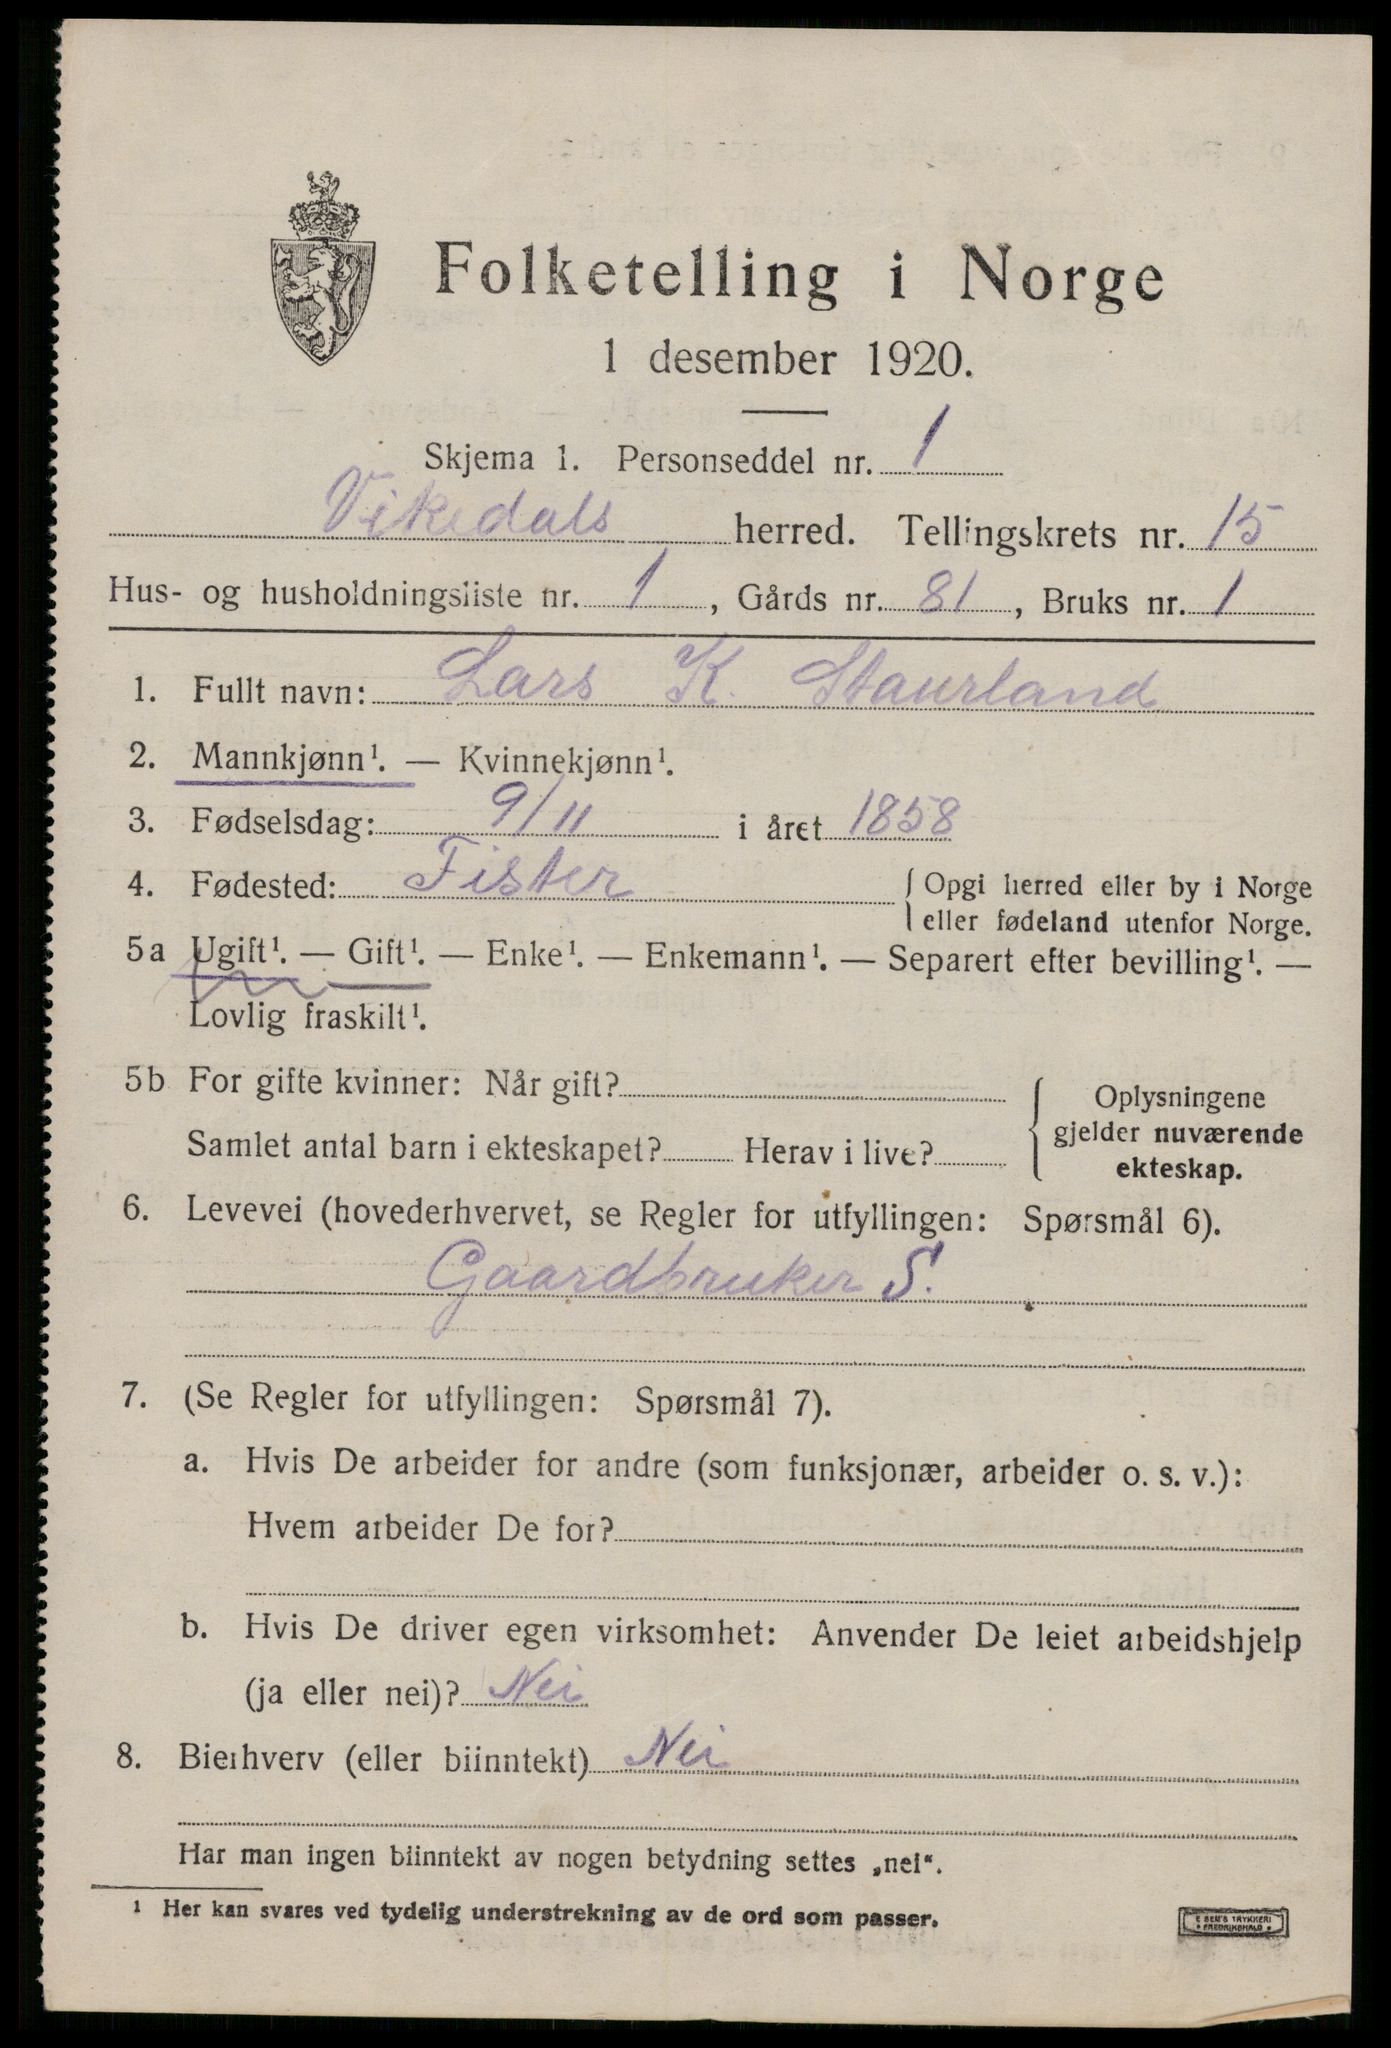 Folketelling i Norge
1 desember 1920.
Skjema 1. Personseddel nr. 1
Vikedals herred. Tellingskrets nr. 15
Hus- og husholdningsliste nr. 1, Gårds nr. 81, Bruks nr. 1
1. Fullt navn: Lars K. Staurland
2. Mannkjønn¹. — Kvinnekjønn¹.
3. Fødselsdag: 9/11 i året 1858
4. Fødested: Fister { Opgi herred eller by i Norge
eller fødeland utenfor Norge.
5a Ugift¹. — Gift¹. — Enke¹. — Enkemann¹. — Separert efter bevilling¹. —
Lovlig fraskilt¹.
5b For gifte kvinner: Når gift?
Samlet antal barn i ekteskapet? Herav i live?
{ Oplysningene
gjelder nuværende
ekteskap.
6. Levevei (hovederhvervet, se Regler for utfyllingen: Spørsmål 6).
Gaardbruker S.
7. (Se Regler for utfyllingen: Spørsmål 7).
a. Hvis De arbeider for andre (som funksjonær, arbeider o. s. v.):
Hvem arbeider De for?
b. Hvis De driver egen virksomhet: Anvender De leiet arbeidshjelp
(ja eller nei)? Nei
8. Bierhverv (eller biinntekt) Nei
Har man ingen biinntekt av nogen betydning settes „nei“.
¹ Her kan svares ved tydelig understrekning av de ord som passer.
E SEM'S TRYKKERI
FREDRIKSHALD